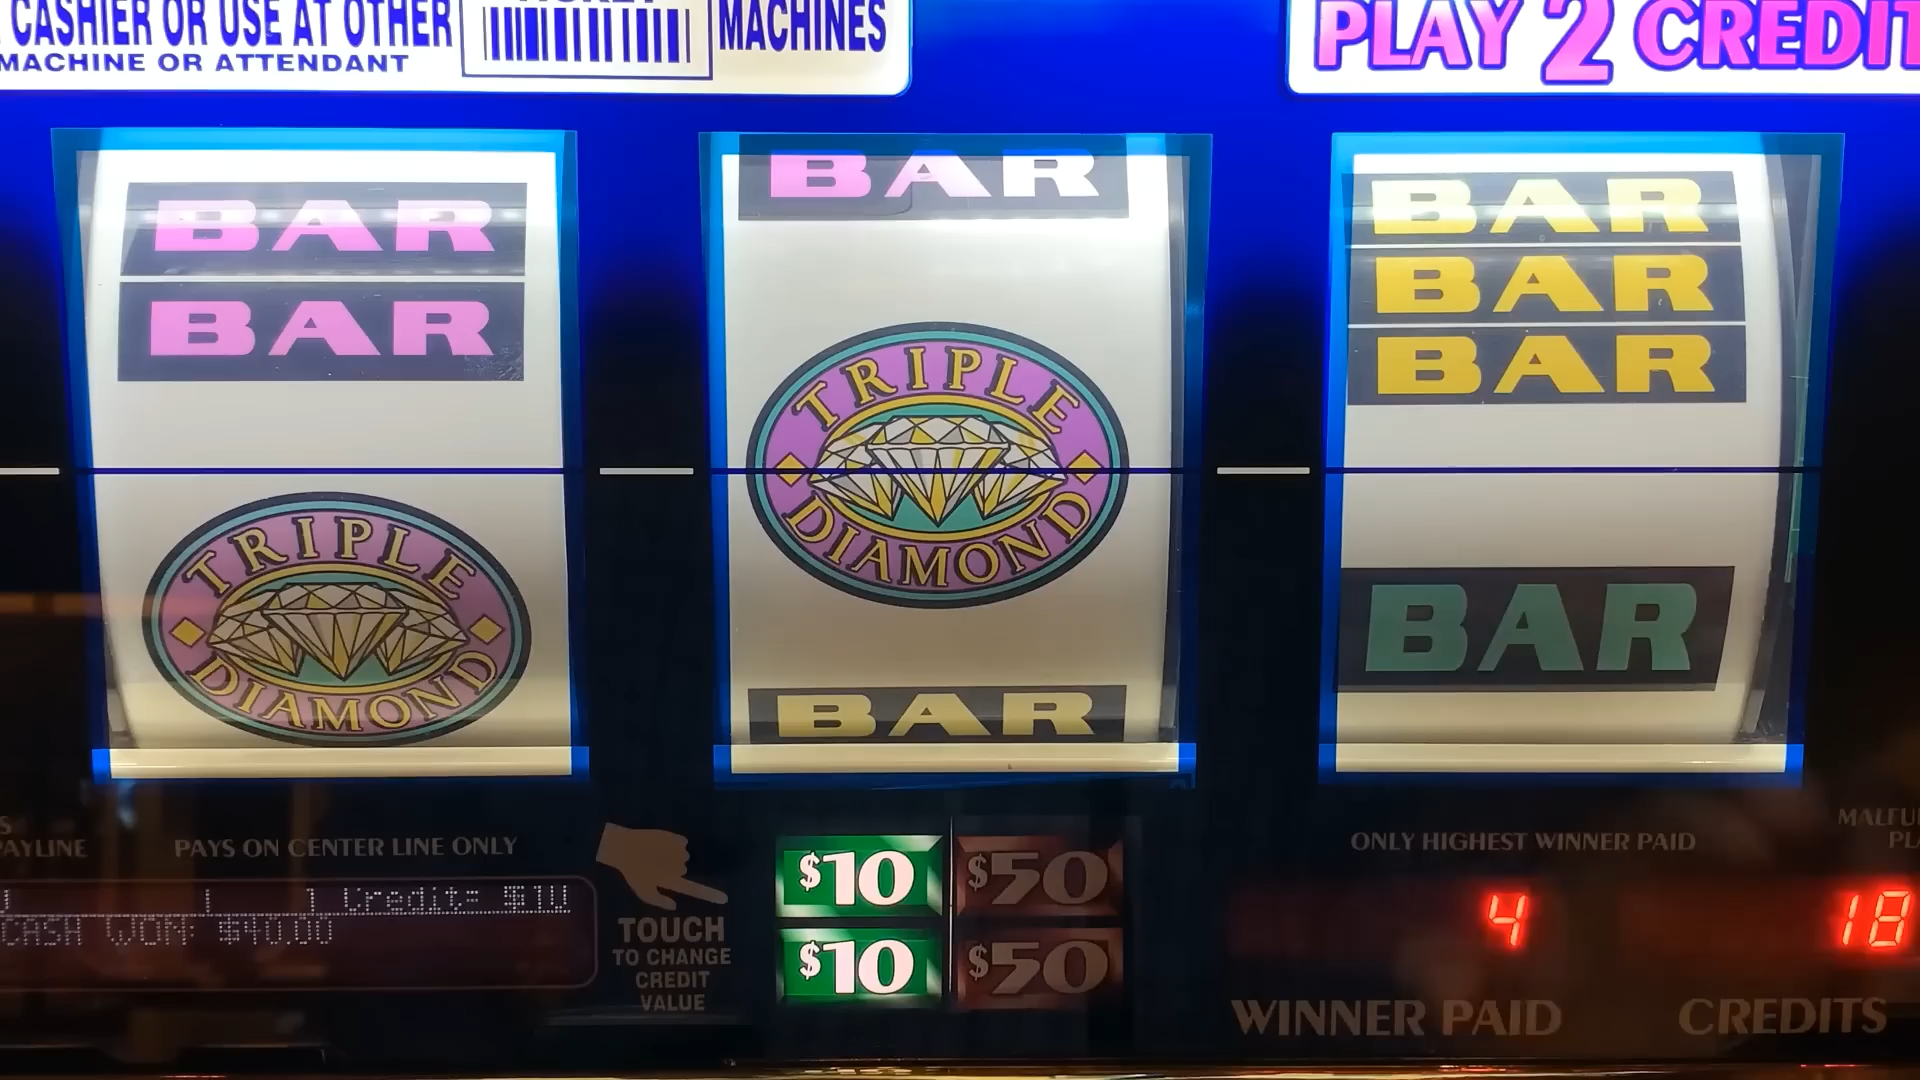 CASHIER OR USE AT OTHER
MACHINE OR ATTENDANT
MACHINES
PLAY 2 CREDIT
BAR
BAR
TRIPLE
DIAMOND
BAR
TRIPLE
DIAMOND
BAR
BAR
BAR
BAR
BAR
PAYLINE
PAYS ON CENTER LINE ONLY
Credit= $10
CASH WON: $40.00
TOUCH
TO CHANGE
CREDIT
VALUE
$10 $50
$10 $50
ONLY HIGHEST WINNER PAID
4
WINNER PAID
18
CREDITS